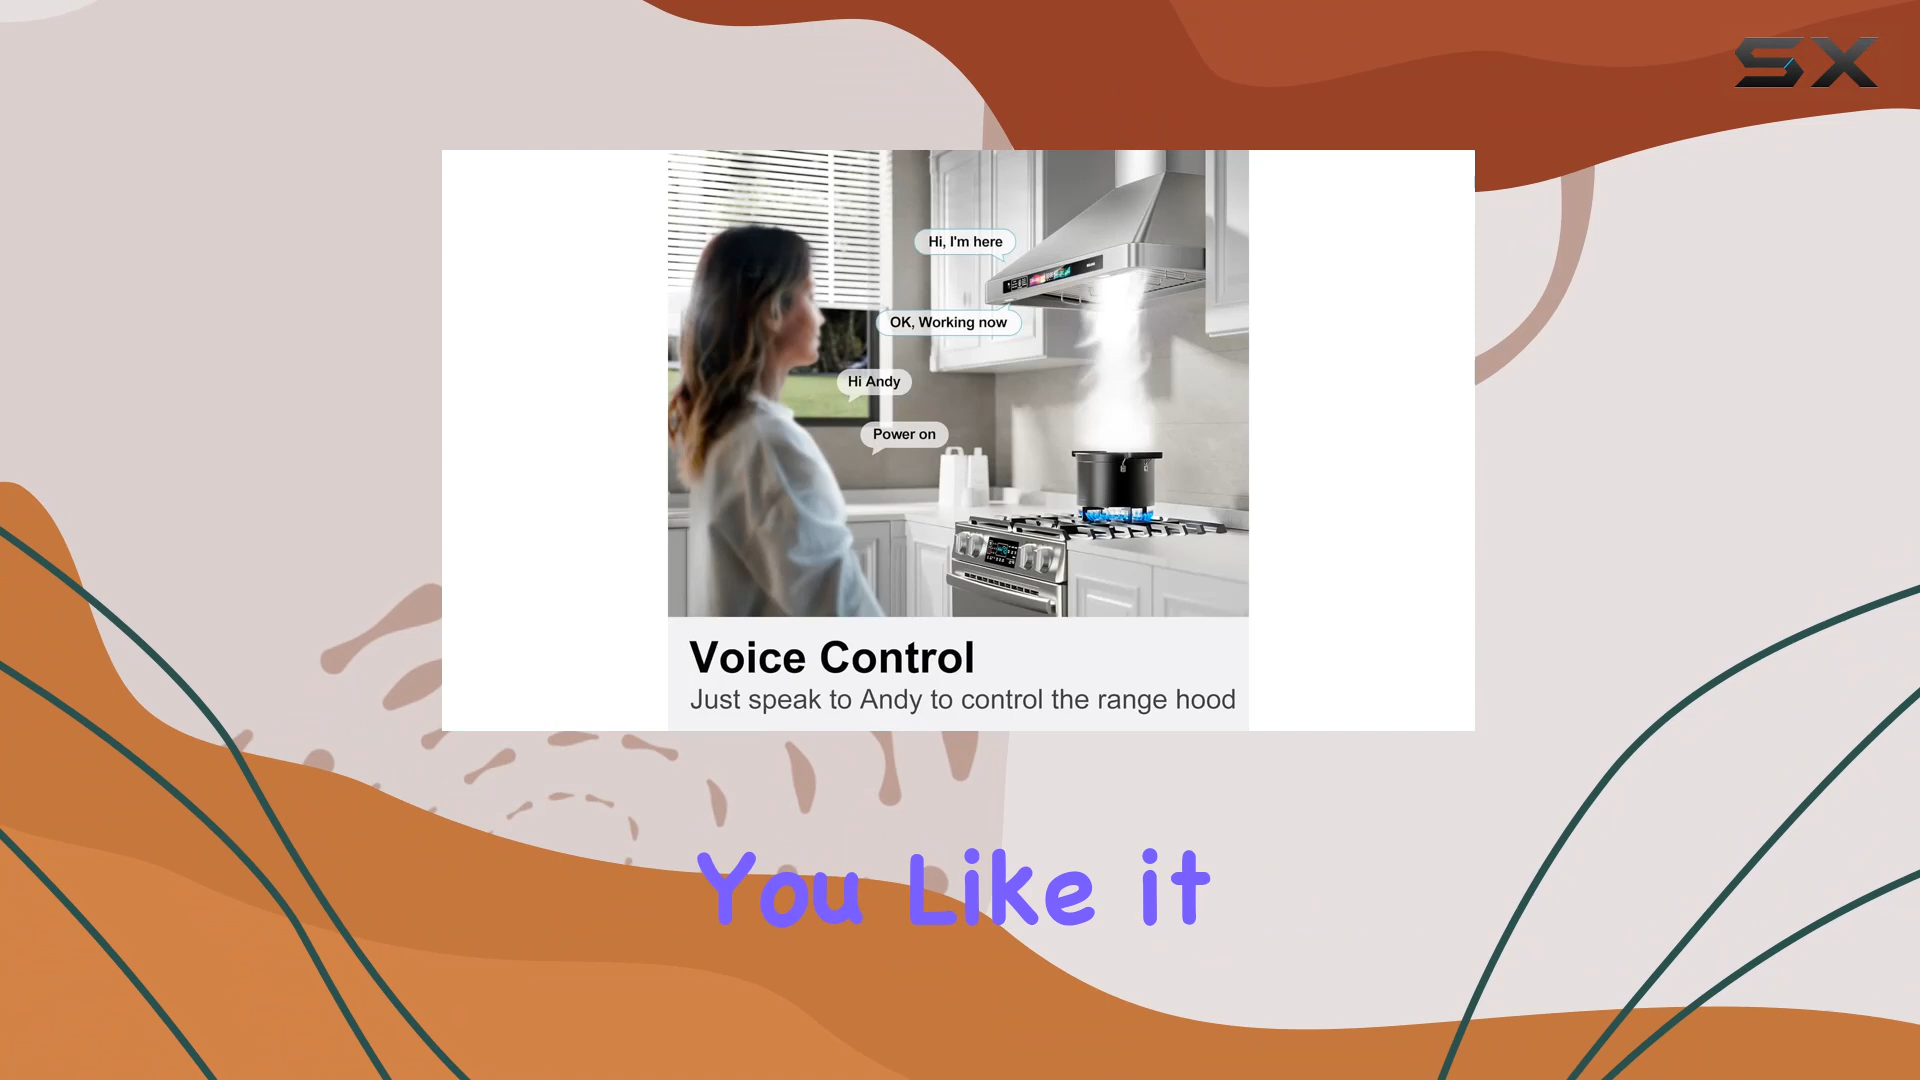 SX
Hi, I'm here
OK, Working now
Hi Andy
Power on
Voice Control
Just speak to Andy to control the range hood
You Like it